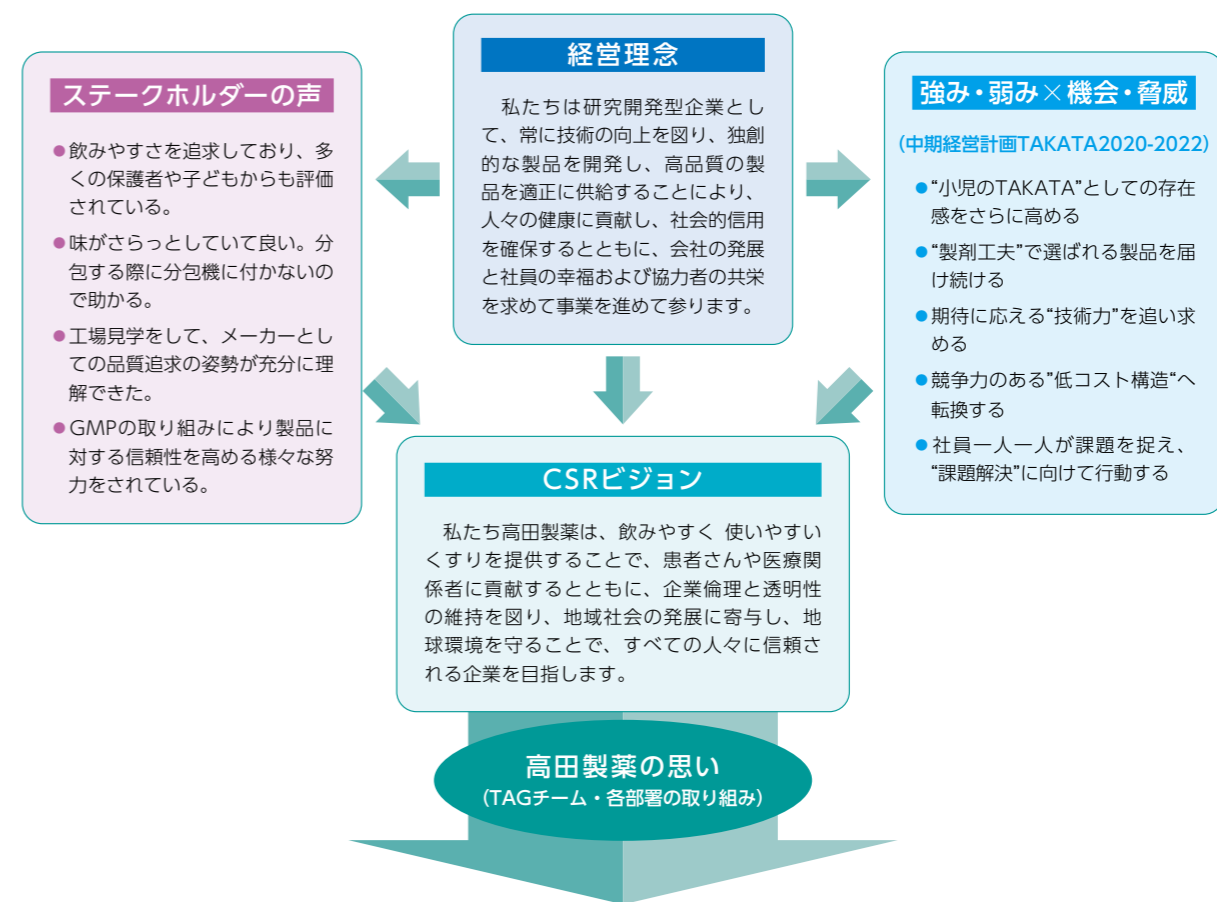 経営理念
私たちは研究開発型企業とし
て、常に技術の向上を図り、独創
的な製品を開発し、高品質の製
品を適正に供給することにより、
人々の健康に貢献し、社会的信用
を確保するとともに、会社の発展
と社員の幸福および協力者の共栄
を求めて事業を進めて参ります。
ステークホルダーの声
●飲みやすさを追求しており、多
くの保護者や子どもからも評価
されている。
●味がさらっとしていて良い。分
包する際に分包機に付かないの
で助かる。
●工場見学をして、メーカーとし
ての品質追求の姿勢が充分に理
解できた。
●GMPの取り組みにより製品に
対する信頼性を高める様々な努
力をされている。
強み・弱み×機会・脅威
(中期経営計画TAKATA2020-2022)
●“小児のTAKATA”としての存在
感をさらに高める
●“製剤工夫”で選ばれる製品を届
け続ける
●期待に応える“技術力”を追い求
める
●競争力のある”低コスト構造“へ
転換する
●社員一人一人が課題を捉え、
“課題解決”に向けて行動する
CSRビジョン
私たち高田製薬は、飲みやすく 使いやすい
くすりを提供することで、患者さんや医療関
係者に貢献するとともに、企業倫理と透明性
の維持を図り、地域社会の発展に寄与し、地
球環境を守ることで、すべての人々に信頼さ
れる企業を目指します。
高田製薬の思い
(TAGチーム・各部署の取り組み)